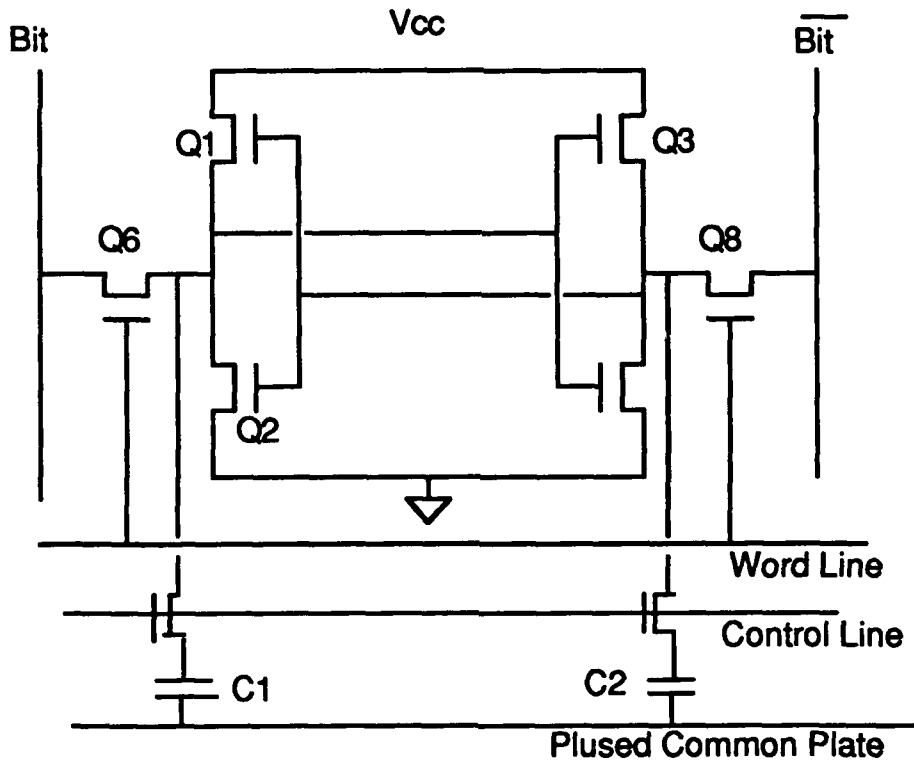 Bit
Vcc
Bit
Q1
Q3
Q6
Q8
Q2
Word Line
Control Line
C1
C2
Plused Common Plate